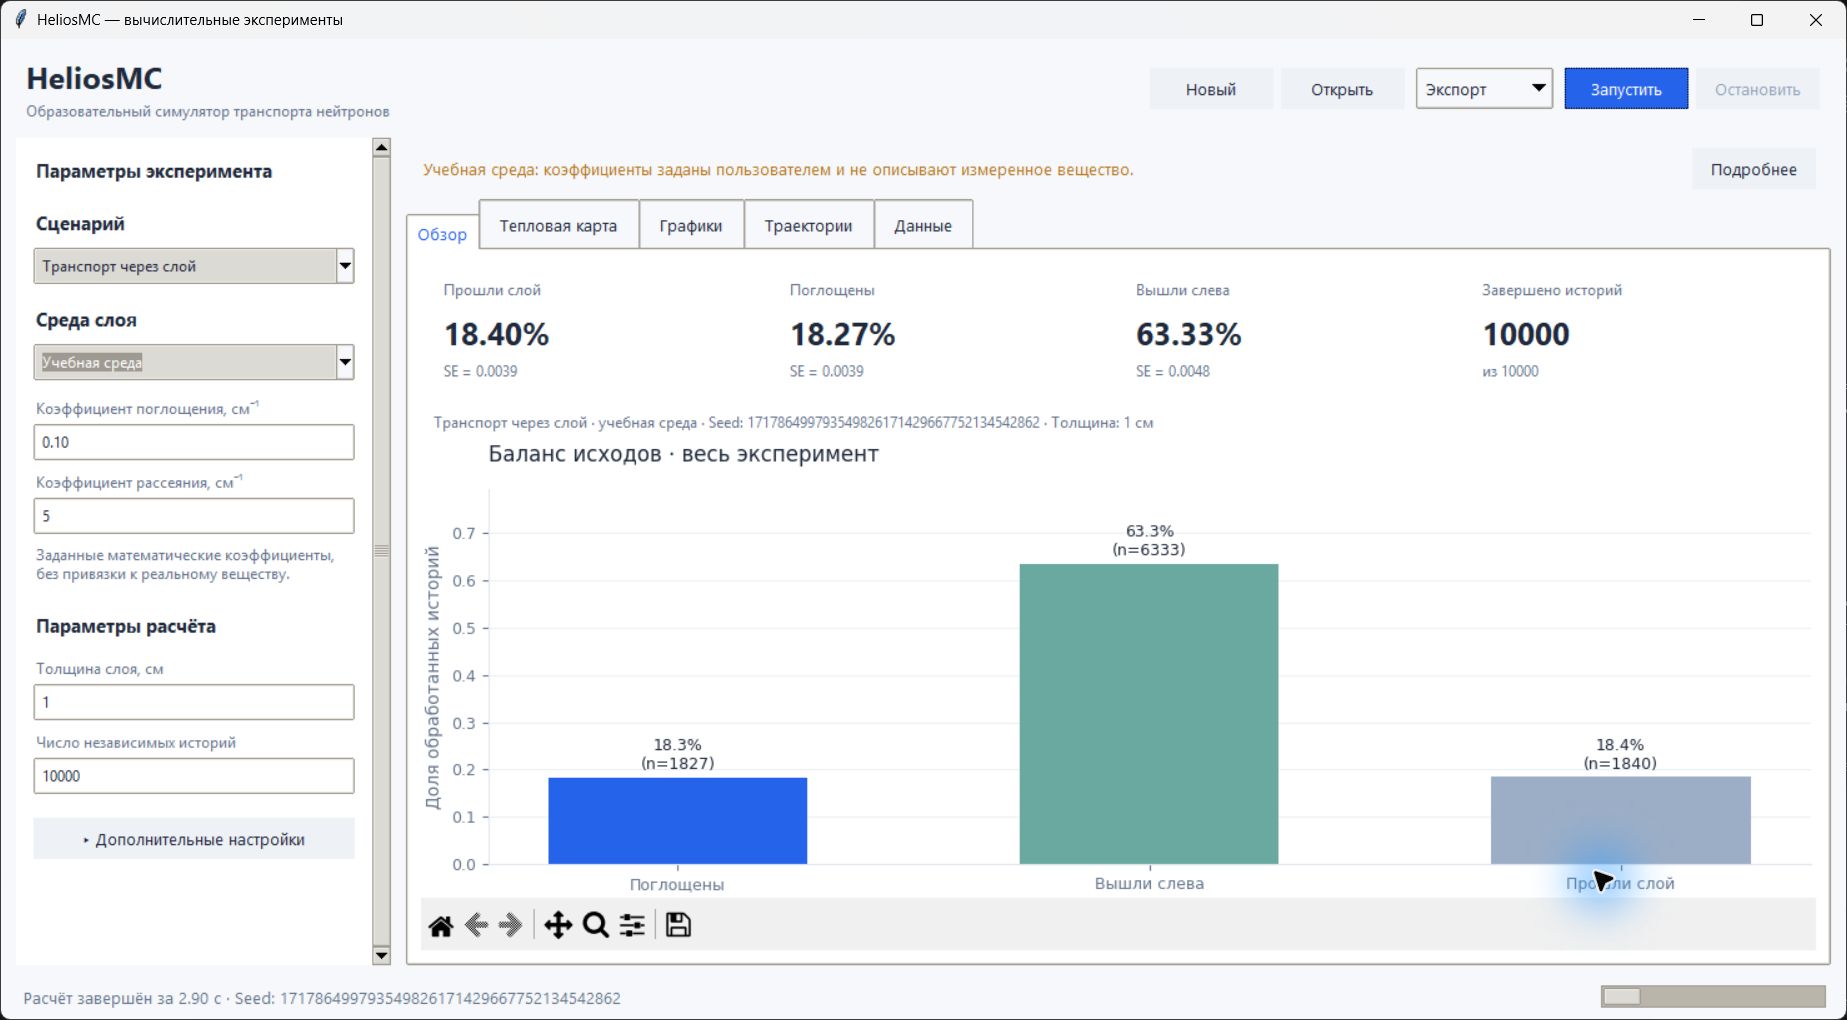 HeliosMC — вычислительные эксперименты
HeliosMC
Образовательный симулятор транспорта нейтронов
Новый
Открыть
Экспорт
Запустить
Остановить
Параметры эксперимента
Сценарий
Транспорт через слой
Среда слоя
Учебная среда
Коэффициент поглощения, см⁻¹
0.10
Коэффициент рассеяния, см⁻¹
5
Заданные математические коэффициенты,
без привязки к реальному веществу.
Параметры расчёта
Толщина слоя, см
1
Число независимых историй
10000
‣ Дополнительные настройки
Учебная среда: коэффициенты заданы пользователем и не описывают измеренное вещество.
Подробнее
Обзор
Тепловая карта
Графики
Траектории
Данные
Прошли слой
18.40%
SE = 0.0039
Поглощены
18.27%
SE = 0.0039
Вышли слева
63.33%
SE = 0.0048
Завершено историй
10000
из 10000
Транспорт через слой · учебная среда · Seed: 171786499793549826171429667752134542862 · Толщина: 1 см
Баланс исходов · весь эксперимент
Доля обработанных историй
0.7
0.6
0.5
0.4
0.3
0.2
0.1
0.0
18.3%
(n=1827)
63.3%
(n=6333)
18.4%
(n=1840)
Поглощены
Вышли слева
Прошли слой
Расчёт завершён за 2.90 с · Seed: 171786499793549826171429667752134542862